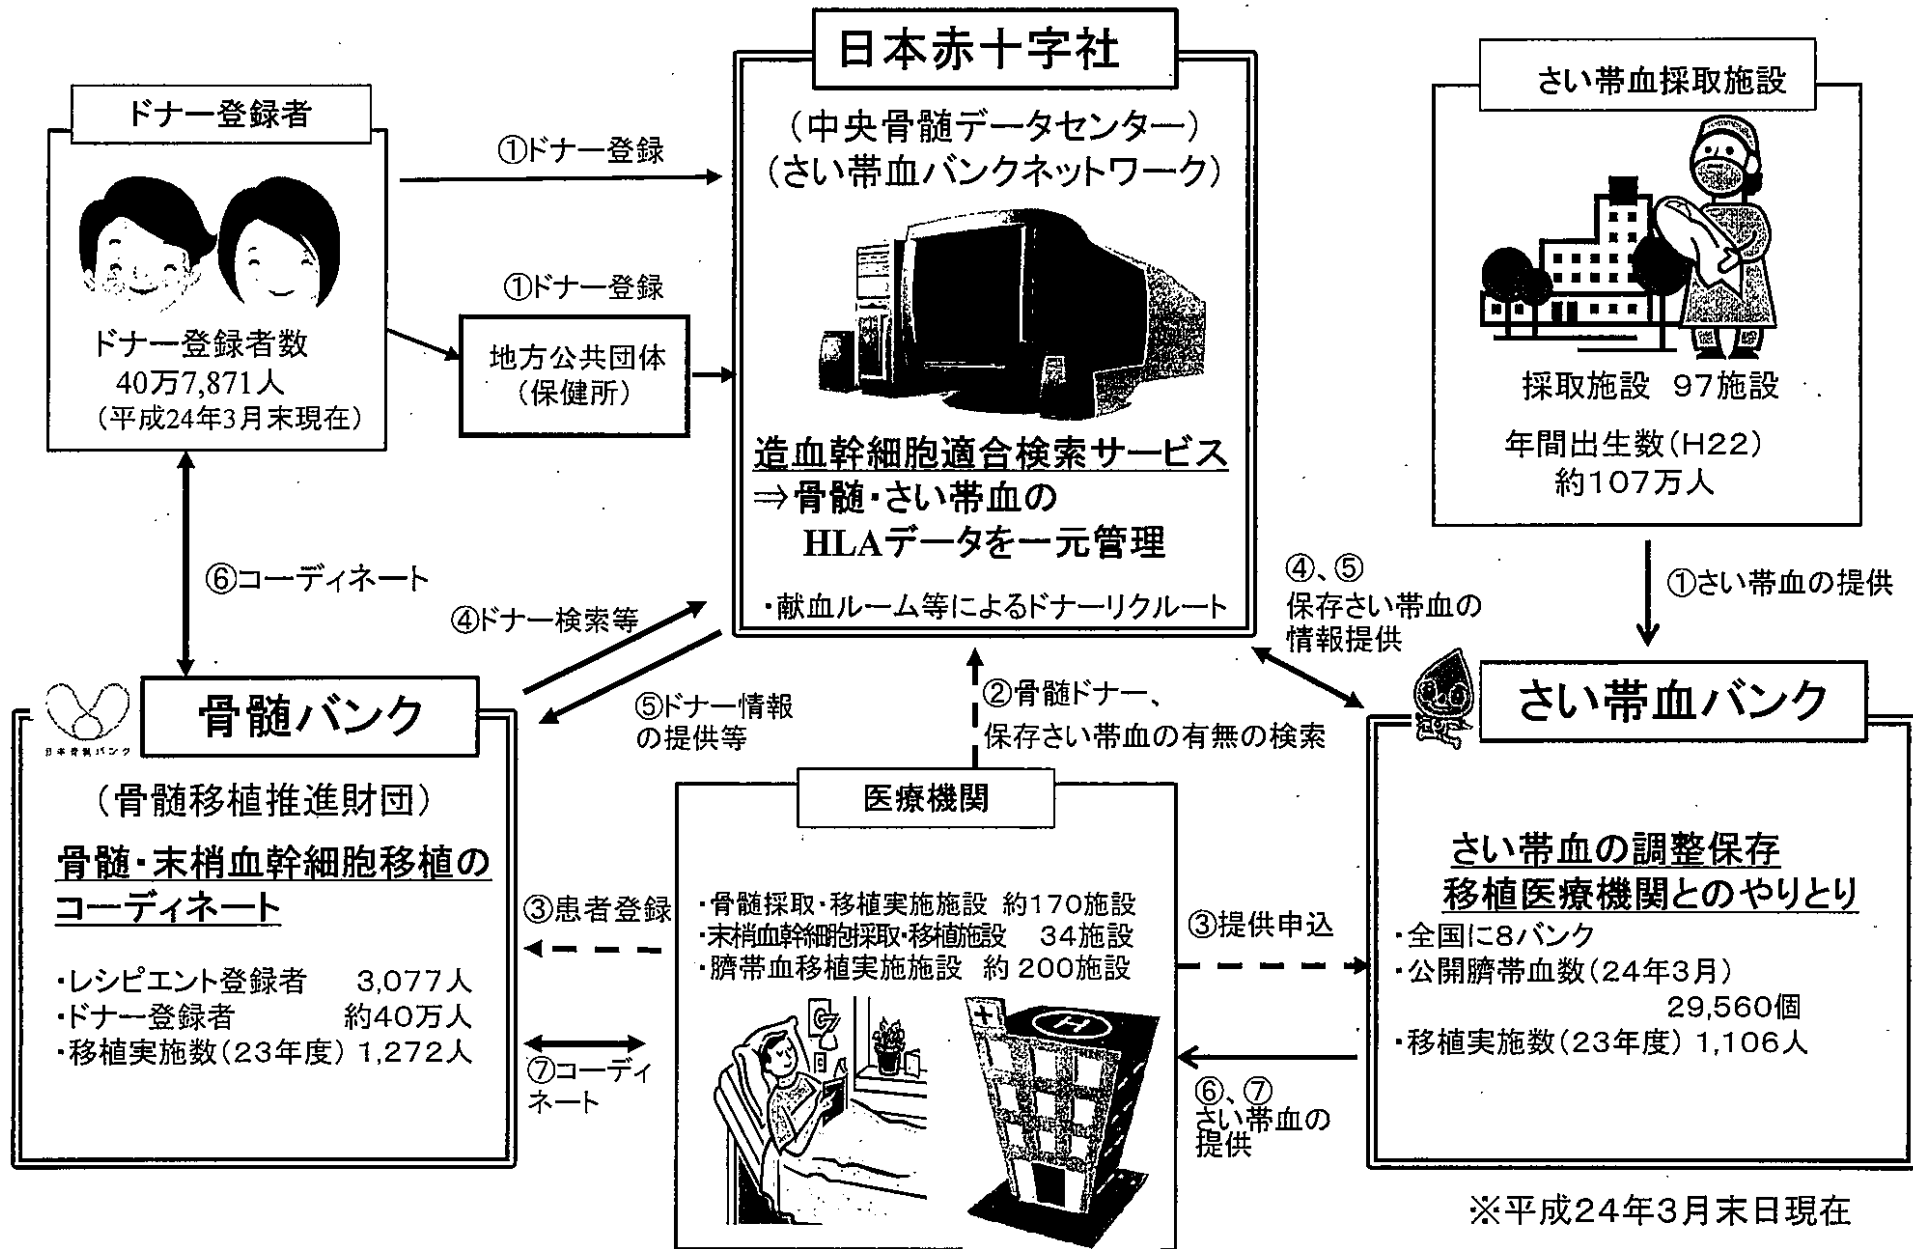 日本赤十字社
(中央骨髄データセンター)
(さい帯血バンクネットワーク)
造血幹細胞適合検索サービス
⇒骨髄・さい帯血の
HLAデータを一元管理
・献血ルーム等によるドナーリクルート
ドナー登録者
ドナー登録者数
40万7,871人
(平成24年3月末現在)
①ドナー登録
①ドナー登録
地方公共団体
(保健所)
さい帯血採取施設
採取施設 97施設
年間出生数(H22)
約107万人
①さい帯血の提供
⑥コーディネート
④ドナー検索等
⑤ドナー情報
の提供等
②骨髄ドナー、
保存さい帯血の有無の検索
④、⑤
保存さい帯血の
情報提供
日本骨髄バンク
骨髄バンク
(骨髄移植推進財団)
骨髄・末梢血幹細胞移植の
コーディネート
・レシピエント登録者 3,077人
・ドナー登録者 約40万人
・移植実施数(23年度) 1,272人
③患者登録
⑦コーディ
ネート
医療機関
・骨髄採取・移植実施施設 約170施設
・末梢血幹細胞採取・移植施設 34施設
・臍帯血移植実施施設 約200施設
H
③提供申込
⑥、⑦
さい帯血の
提供
さい帯血バンク
さい帯血の調整保存
移植医療機関とのやりとり
・全国に8バンク
・公開臍帯血数(24年3月)
29,560個
・移植実施数(23年度) 1,106人
※平成24年3月末日現在